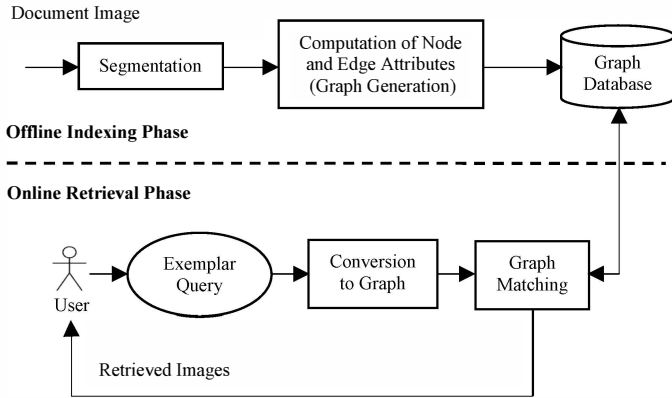 Document Image
Segmentation
Computation of Node
and Edge Attributes
(Graph Generation)
Graph
Database
Offline Indexing Phase
Online Retrieval Phase
User
Exemplar
Query
Conversion
to Graph
Graph
Matching
Retrieved Images